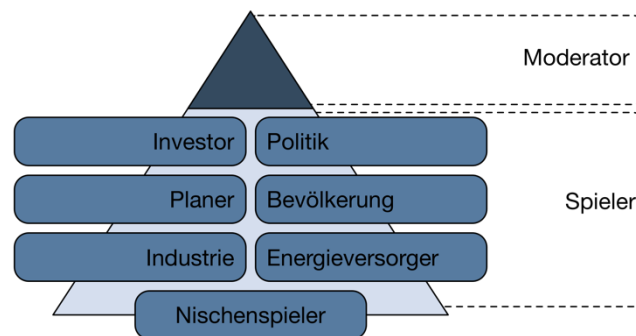 Moderator
Investor
Politik
Planer
Bevölkerung
Spieler
Industrie
Energieversorger
Nischenspieler